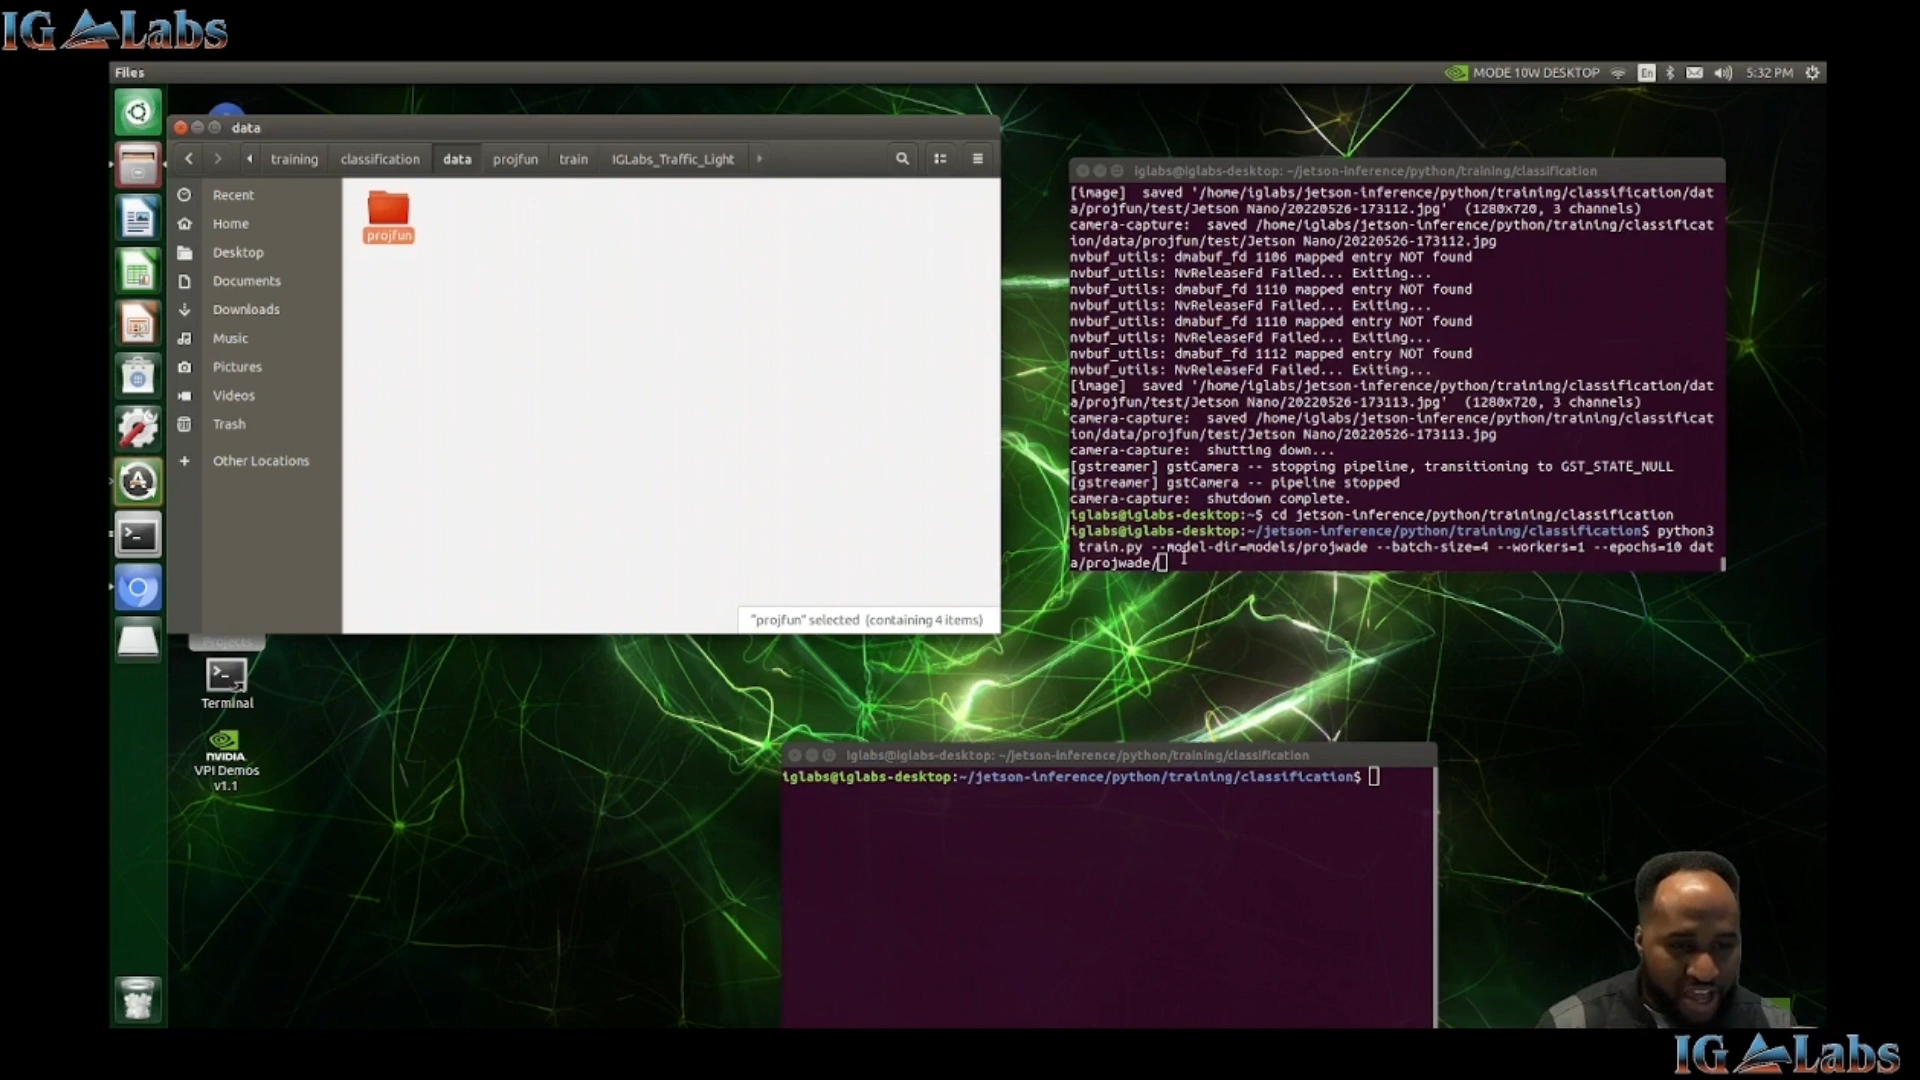 IG Labs
Files
MODE 10W DESKTOP
En
5:32 PM
data
training
classification
data
projfun
train
IGLabs_Traffic_Light
Recent
Home
Desktop
Documents
Downloads
Music
Pictures
Videos
Trash
Other Locations
projfun
"projfun" selected (containing 4 items)
Projects
Terminal
NVIDIA
VPI Demos
v1.1
iglabs@iglabs-desktop: ~/jetson-inference/python/training/classification
[image]  saved '/home/iglabs/jetson-inference/python/training/classification/dat
a/projfun/test/Jetson Nano/20220526-173112.jpg'  (1280x720, 3 channels)
camera-capture:  saved /home/iglabs/jetson-inference/python/training/classificat
ion/data/projfun/test/Jetson Nano/20220526-173112.jpg
nvbuf_utils: dmabuf_fd 1106 mapped entry NOT found
nvbuf_utils: NvReleaseFd Failed... Exiting...
nvbuf_utils: dmabuf_fd 1110 mapped entry NOT found
nvbuf_utils: NvReleaseFd Failed... Exiting...
nvbuf_utils: dmabuf_fd 1110 mapped entry NOT found
nvbuf_utils: NvReleaseFd Failed... Exiting...
nvbuf_utils: dmabuf_fd 1112 mapped entry NOT found
nvbuf_utils: NvReleaseFd Failed... Exiting...
[image]  saved '/home/iglabs/jetson-inference/python/training/classification/dat
a/projfun/test/Jetson Nano/20220526-173113.jpg'  (1280x720, 3 channels)
camera-capture:  saved /home/iglabs/jetson-inference/python/training/classificat
ion/data/projfun/test/Jetson Nano/20220526-173113.jpg
camera-capture:  shutting down...
[gstreamer] gstCamera -- stopping pipeline, transitioning to GST_STATE_NULL
[gstreamer] gstCamera -- pipeline stopped
camera-capture:  shutdown complete.
iglabs@iglabs-desktop:~$ cd jetson-inference/python/training/classification
iglabs@iglabs-desktop:~/jetson-inference/python/training/classification$ python3
 train.py --model-dir=models/projwade --batch-size=4 --workers=1 --epochs=10 dat
a/projwade/
iglabs@iglabs-desktop: ~/jetson-inference/python/training/classification
iglabs@iglabs-desktop:~/jetson-inference/python/training/classification$
IG Labs